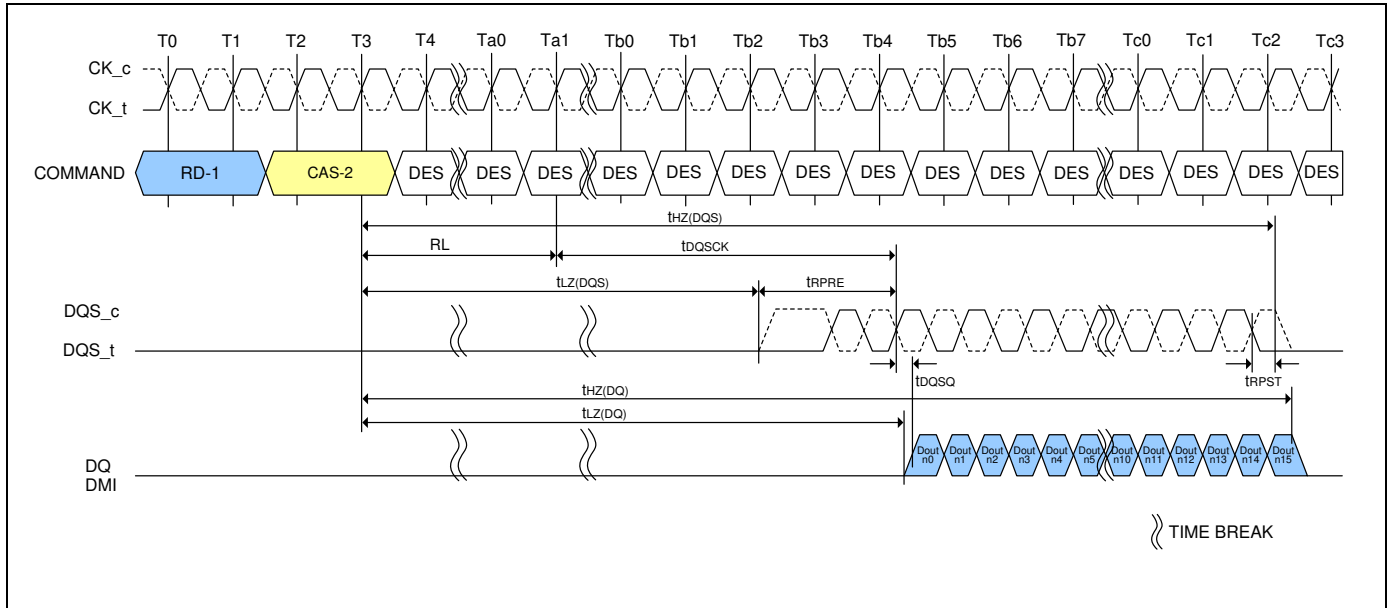 T0 T1 T2 T3 T4 Ta0 Ta1 Tb0 Tb1 Tb2 Tb3 Tb4 Tb5 Tb6 Tb7 Tc0 Tc1 Tc2 Tc3
CK_c
CK_t
COMMAND RD-1 CAS-2 DES DES DES DES DES DES DES DES DES DES DES DES DES DES DES
tHZ(DQS)
RL tDQSCK
tLZ(DQS) tRPRE
DQS_c
DQS_t
tDQSQ tRPST
tHZ(DQ)
tLZ(DQ)
Dout n0 Dout n1 Dout n2 Dout n3 Dout n4 Dout n5 Dout n10 Dout n11 Dout n12 Dout n13 Dout n14 Dout n15
DQ
DMI
TIME BREAK